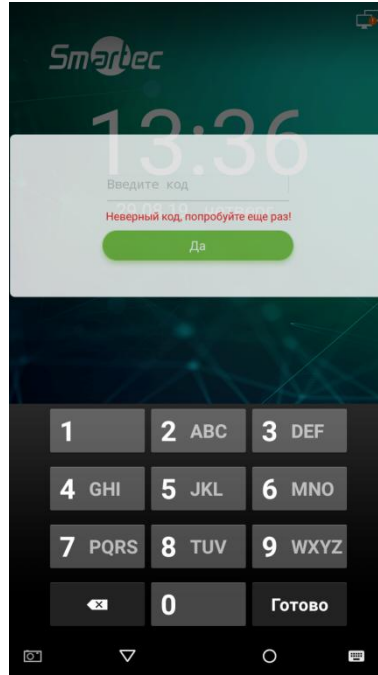 Smartec
13:36
Введите код
Неверный код, попробуйте еще раз!
Да
1
2 ABC
3 DEF
4 GHI
5 JKL
6 MNO
7 PQRS
8 TUV
9 WXYZ
0
Готово